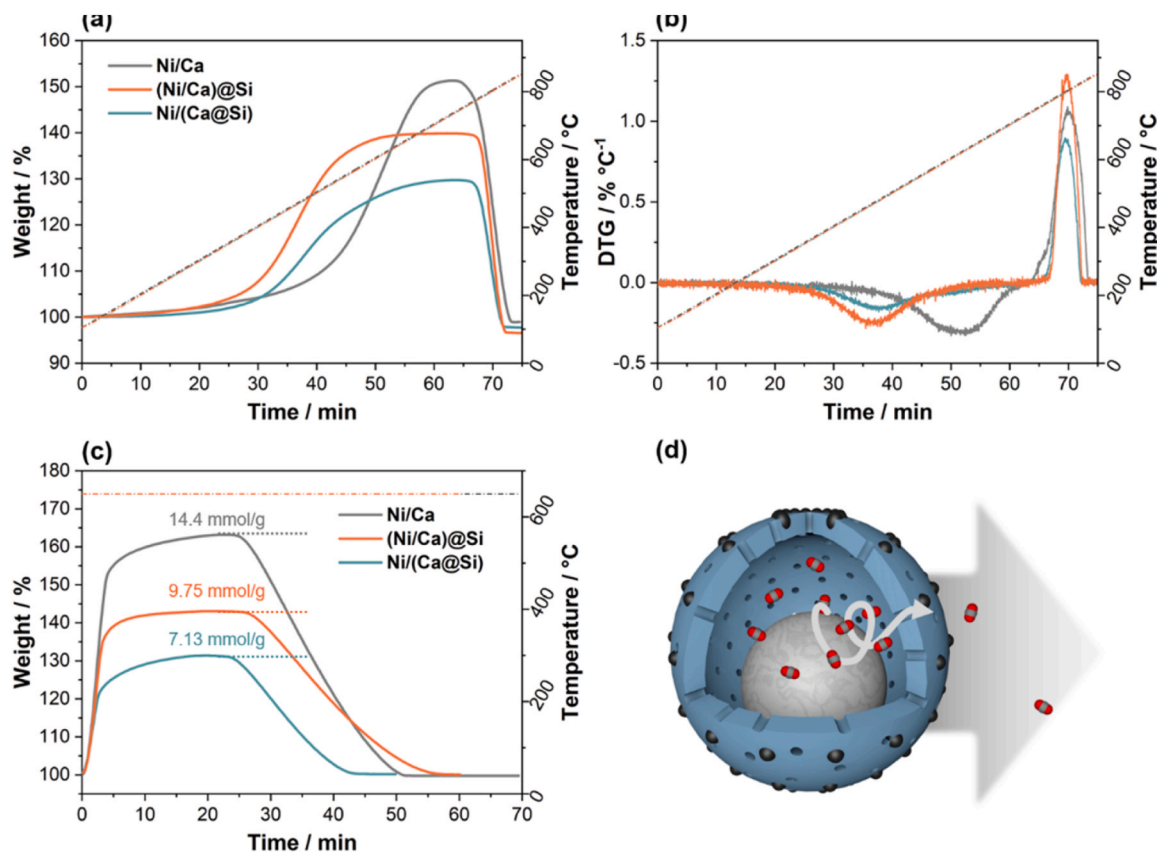 (a)
Weight / %
160
150
140
130
120
110
100
90
0 10 20 30 40 50 60 70
Time / min
Temperature / °C
800
600
400
200
0
Ni/Ca
(Ni/Ca)@Si
Ni/(Ca@Si)
(b)
DTG / % °C⁻¹
1.5
1.0
0.5
0.0
-0.5
0 10 20 30 40 50 60 70
Time / min
Temperature / °C
800
600
400
200
0
(c)
Weight / %
180
170
160
150
140
130
120
110
100
0 10 20 30 40 50 60 70
Time / min
Temperature / °C
600
400
200
0
14.4 mmol/g
9.75 mmol/g
7.13 mmol/g
Ni/Ca
(Ni/Ca)@Si
Ni/(Ca@Si)
(d)